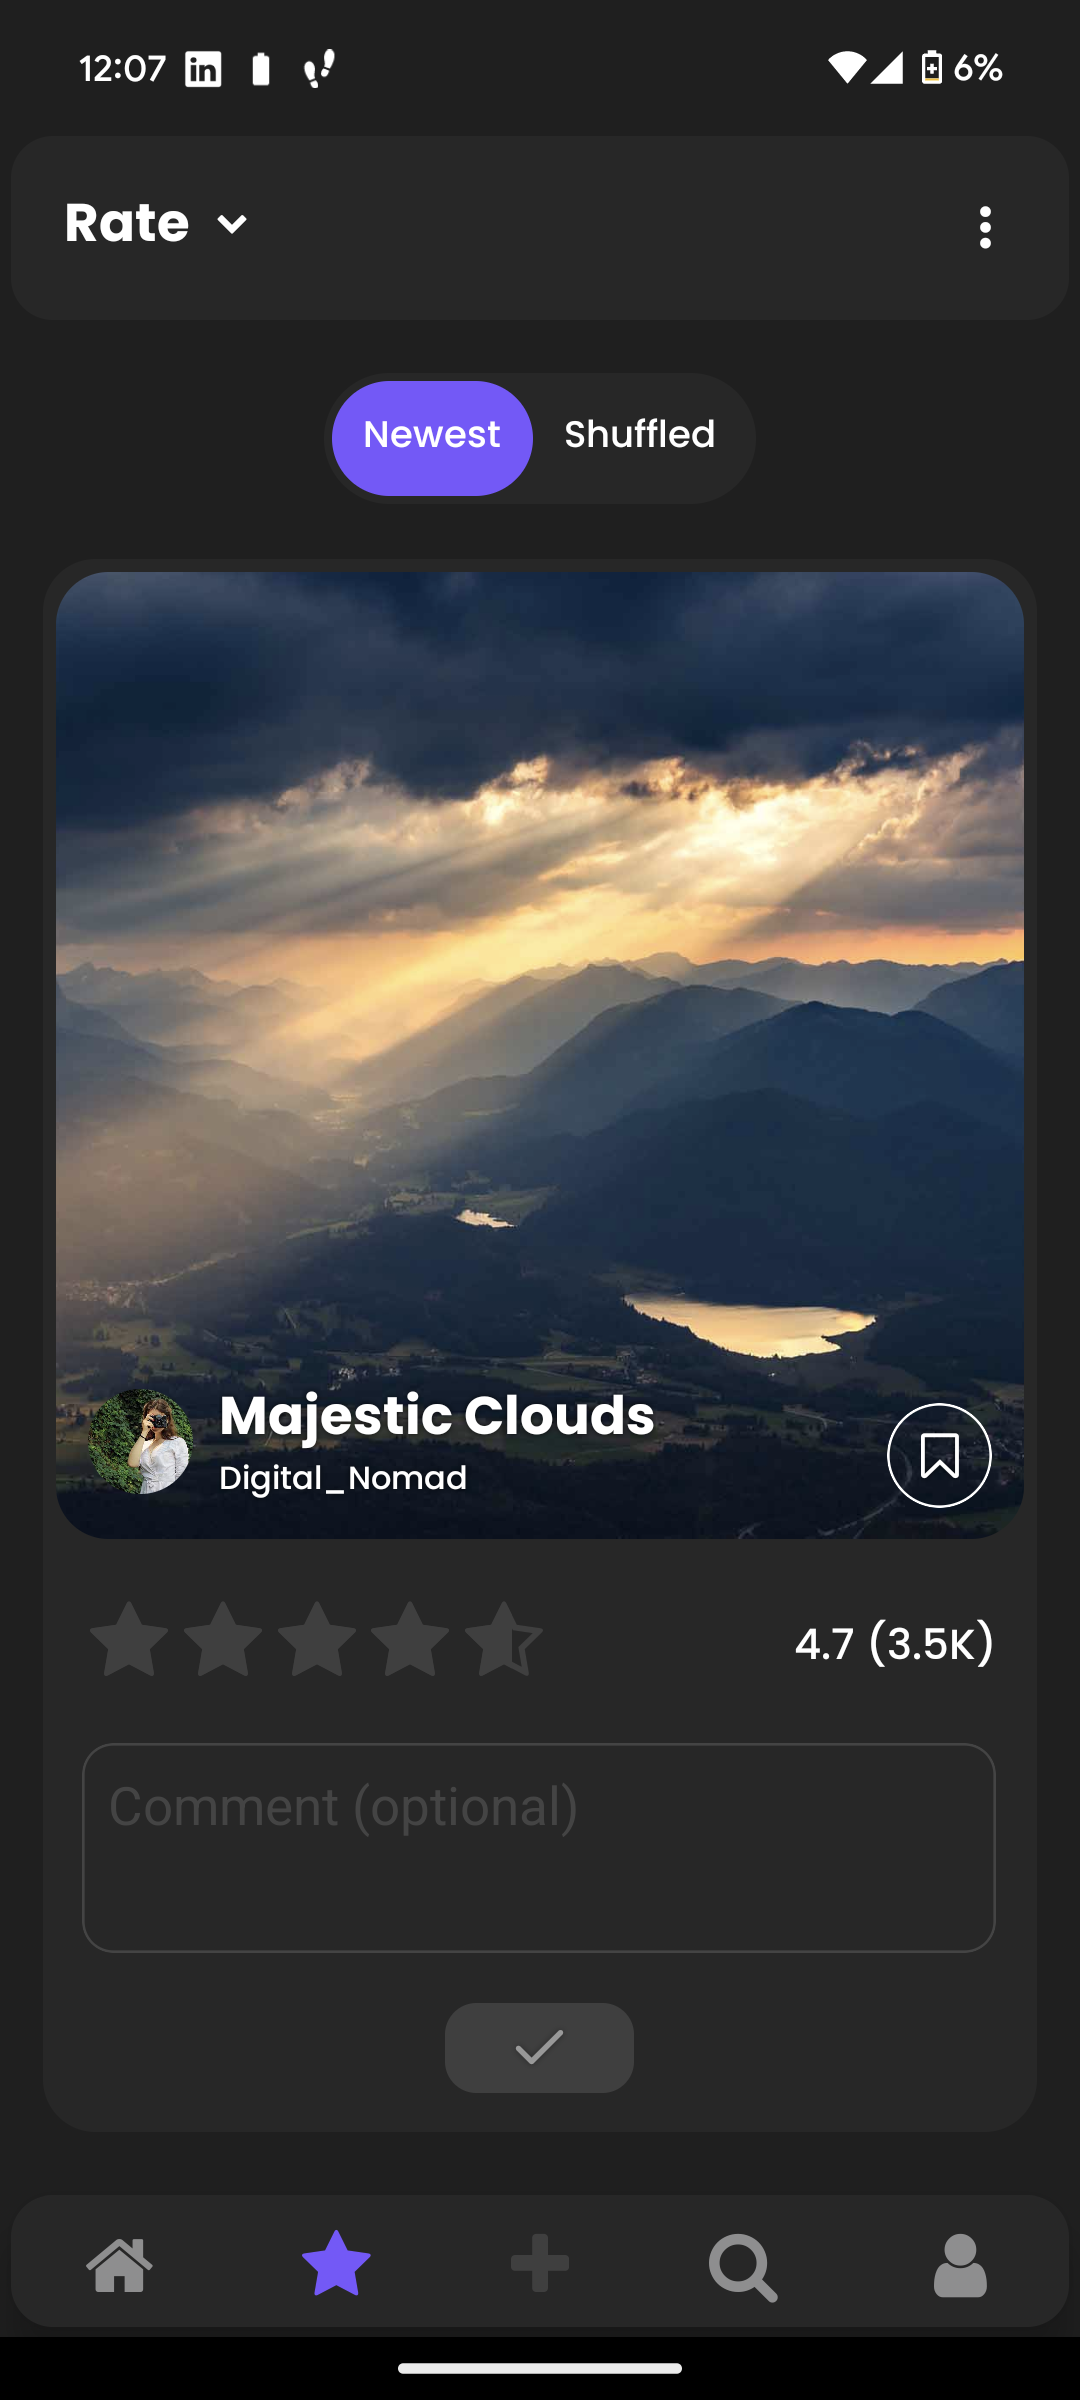 12:07
6%
Rate
Newest Shuffled
Majestic Clouds
Digital_Nomad
4.7 (3.5K)
Comment (optional)